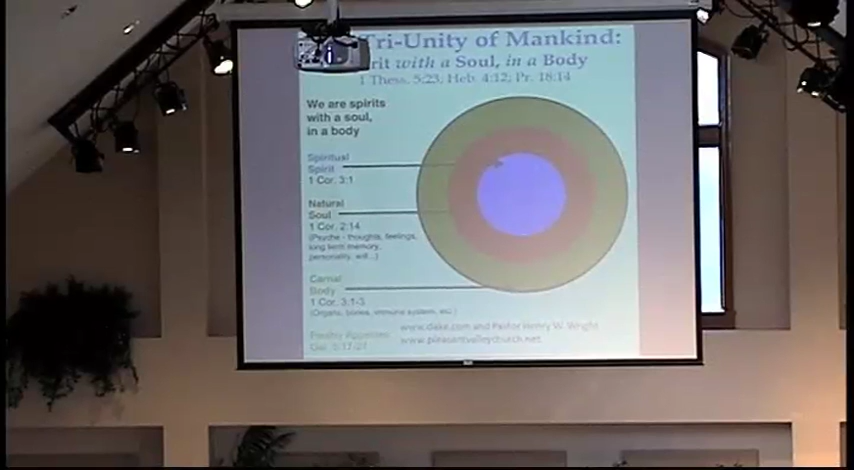 Tri-Unity of Mankind:
rit with a Soul, in a Body
1 Thess. 5:23, Heb. 4:12; Pr. 18:14
We are spirits
with a soul,
in a body
Spiritual
Spirit
1 Cor. 3:1
Natural
Soul
1 Cor. 2:14
(Psyche - thoughts, feelings,
long term memory,
personality, will...)
Carnal
Body
1 Cor. 3:1-3
(Organs, bones, immune system, etc.)
Fleshly Appetites
Gal. 5:17-21
www.dake.com and Pastor Henry W. Wright
www.pleasantvalleychurch.net